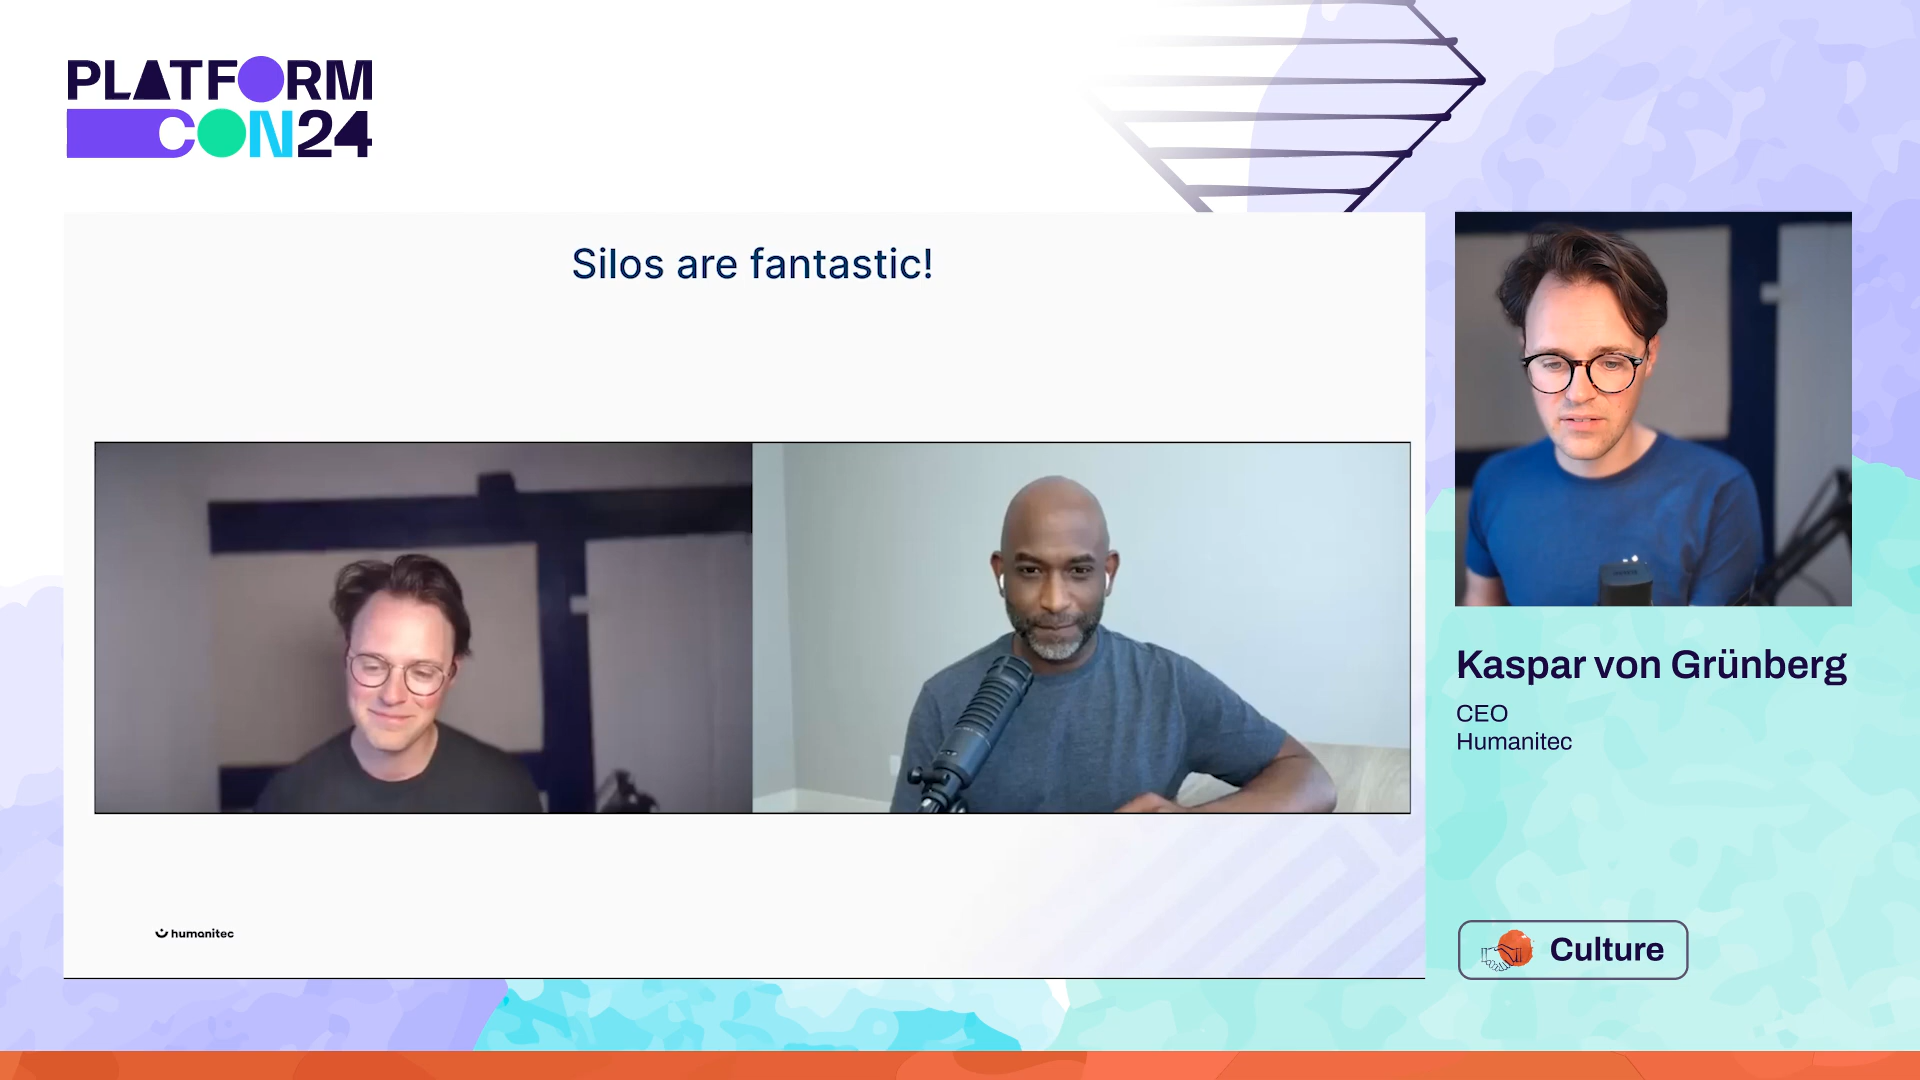 PLATFORM
CON24
Silos are fantastic!
humanitec
Kaspar von Grünberg
CEO
Humanitec
Culture